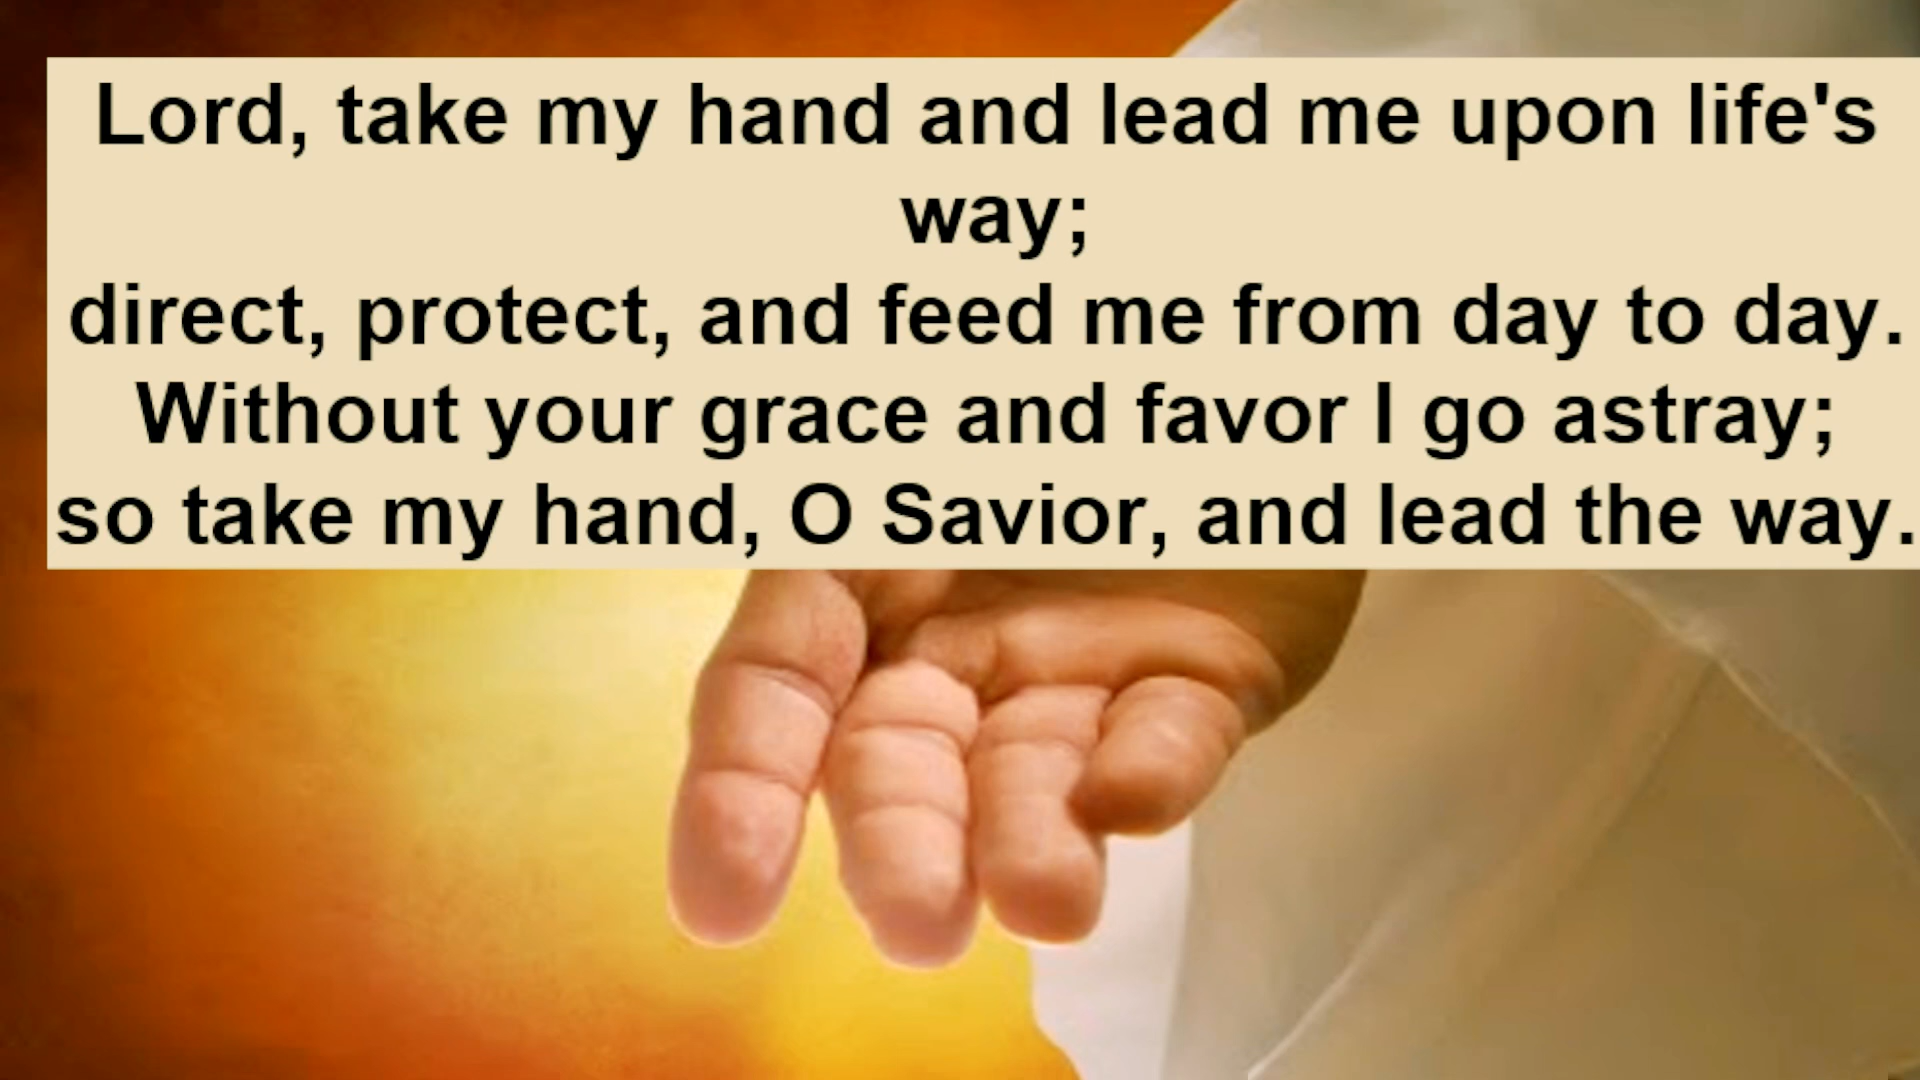 Lord, take my hand and lead me upon life's
way;
direct, protect, and feed me from day to day.
Without your grace and favor I go astray;
so take my hand, O Savior, and lead the way.